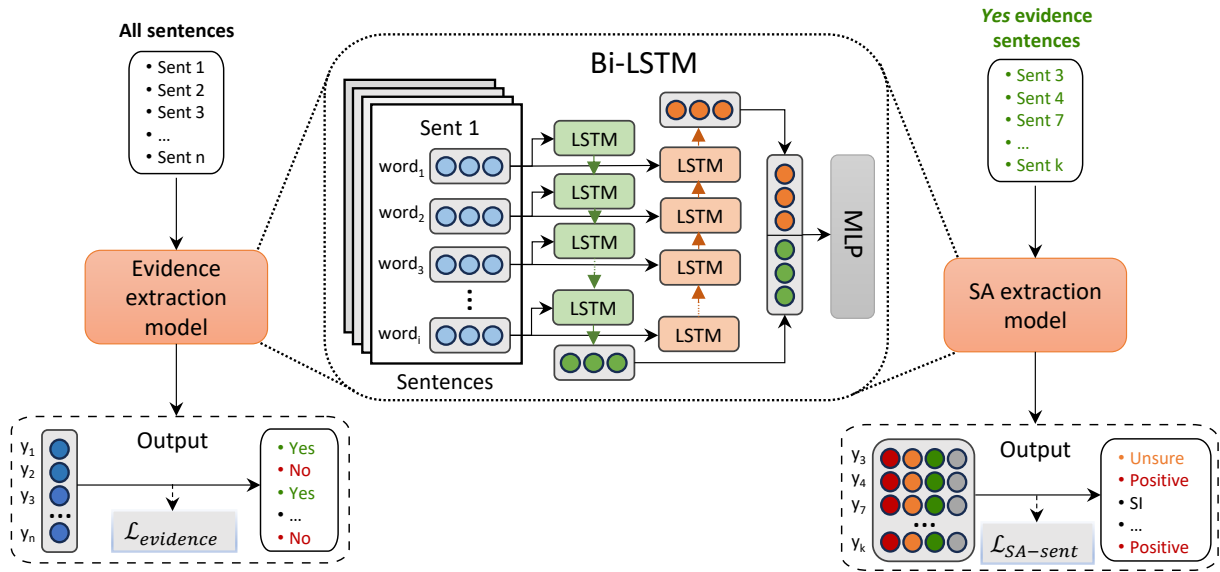 All sentences
• Sent 1
• Sent 2
• Sent 3
• ...
• Sent n
Evidence
extraction
model
Output
y1
y2
y3
...
yn
• Yes
• No
• Yes
• ...
• No
ℒevidence
Bi-LSTM
Sent 1
word1
word2
word3
...
wordi
Sentences
LSTM
LSTM
LSTM
LSTM
LSTM
LSTM
LSTM
LSTM
MLP
Yes evidence
sentences
• Sent 3
• Sent 4
• Sent 7
• ...
• Sent k
SA extraction
model
Output
y3
y4
y7
...
yk
• Unsure
• Positive
• SI
• ...
• Positive
ℒSA−sent